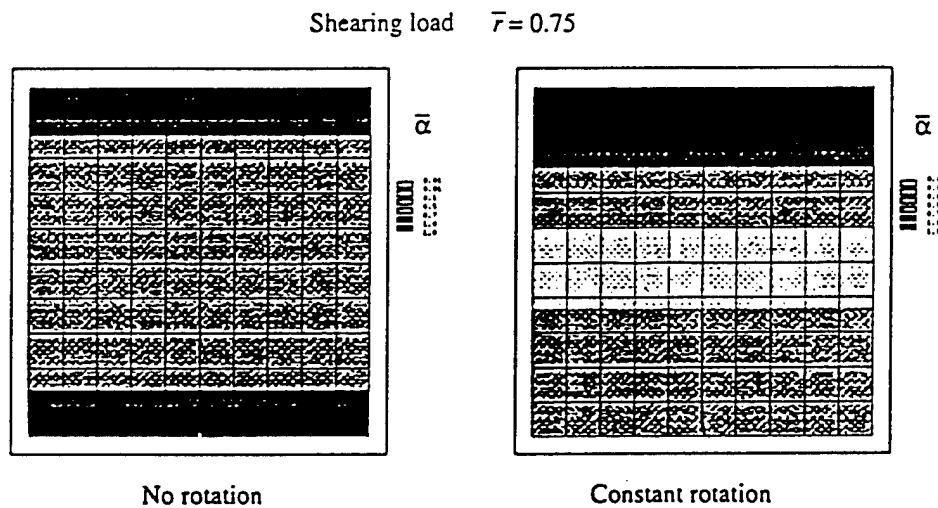 Shearing load r̅ = 0.75
α̅
α̅
No rotation
Constant rotation